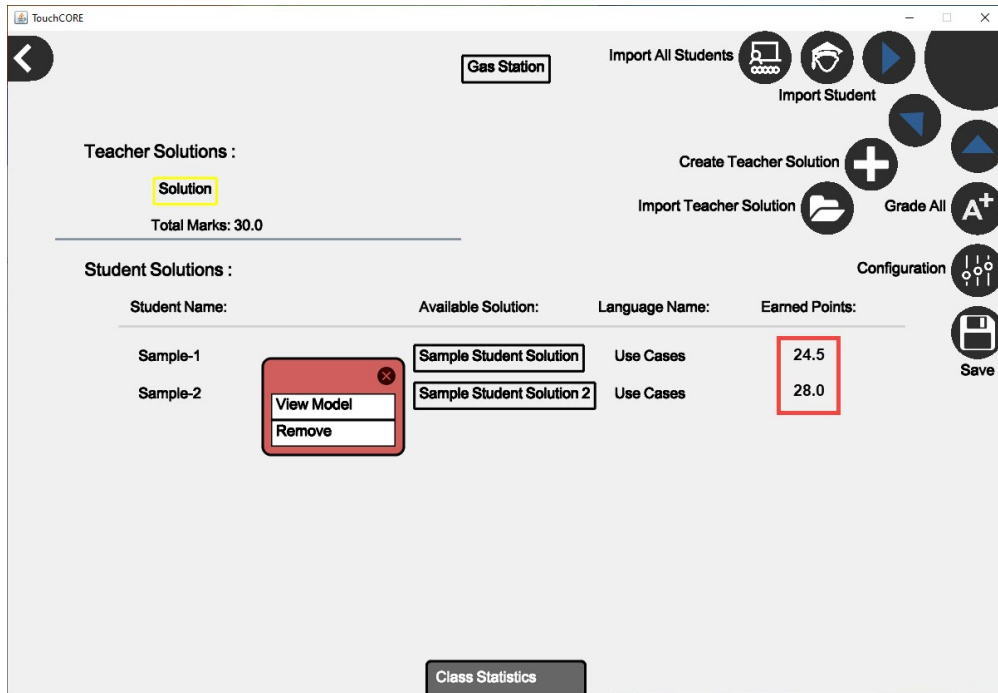 TouchCORE
Gas Station
Import All Students
Import Student
Teacher Solutions :
Create Teacher Solution
Solution
Import Teacher Solution
Grade All
A+
Total Marks: 30.0
Student Solutions :
Configuration
Student Name: Available Solution: Language Name: Earned Points:
Save
Sample-1 Sample Student Solution Use Cases 24.5
Sample-2 Sample Student Solution 2 Use Cases 28.0
View Model
Remove
Class Statistics